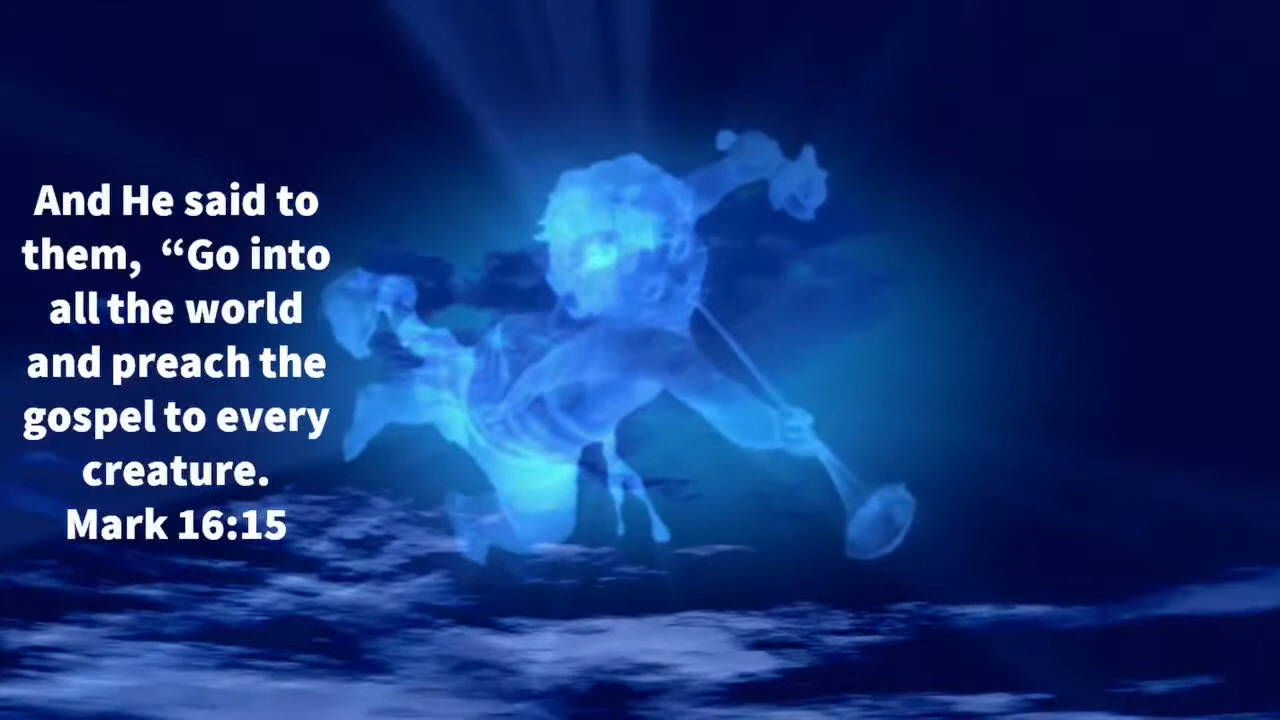 And He said to
them,  “Go into
all the world
and preach the
gospel to every
creature.
Mark 16:15